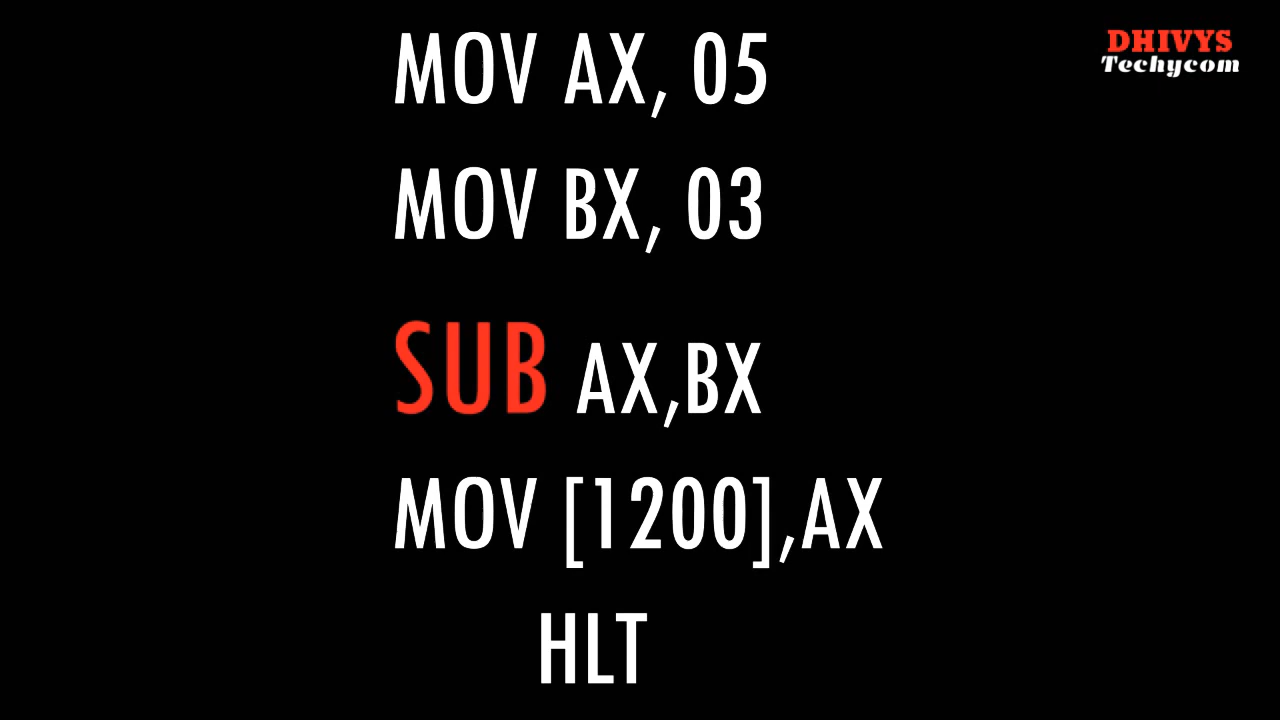 MOV AX, 05
DHIVYS
Techycom
MOV BX, 03
SUB AX,BX
MOV [1200],AX
HLT